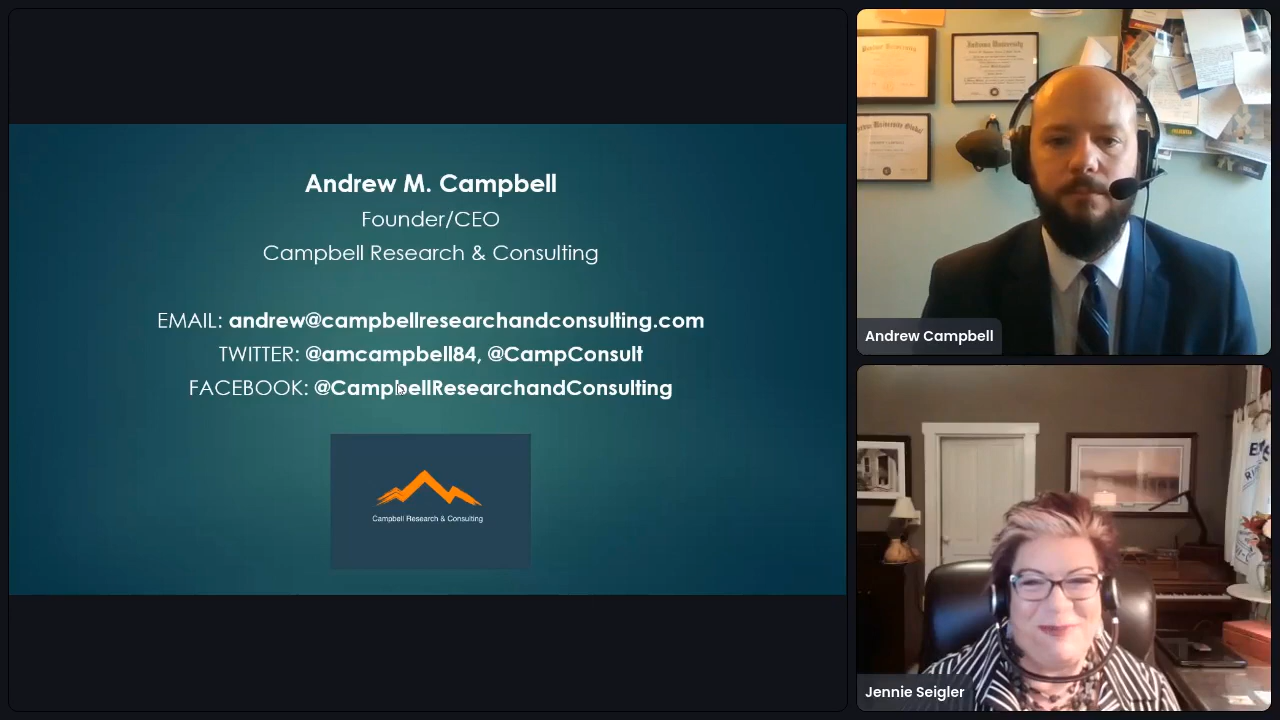 Andrew M. Campbell
Founder/CEO
Campbell Research & Consulting
EMAIL: andrew@campbellresearchandconsulting.com
TWITTER: @amcampbell84, @CampConsult
FACEBOOK: @CampbellResearchandConsulting
Campbell Research & Consulting
Andrew Campbell
Jennie Seigler